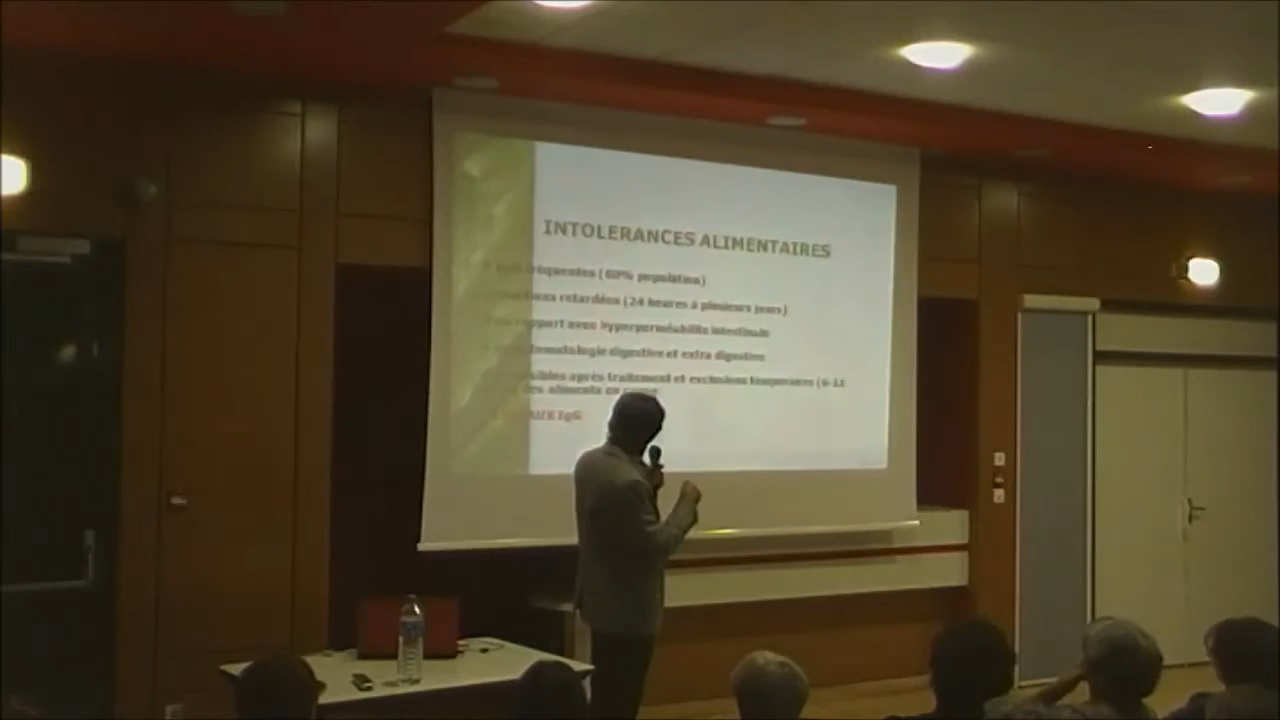 INTOLERANCES ALIMENTAIRES
fréquentes (60% population)
retardées (24 heures à plusieurs jours)
rapport avec hyperperméabilité intestinale
digestive et extra digestive
après traitement et exclusions temporaires (6-12
des aliments en cause
AUX IgG